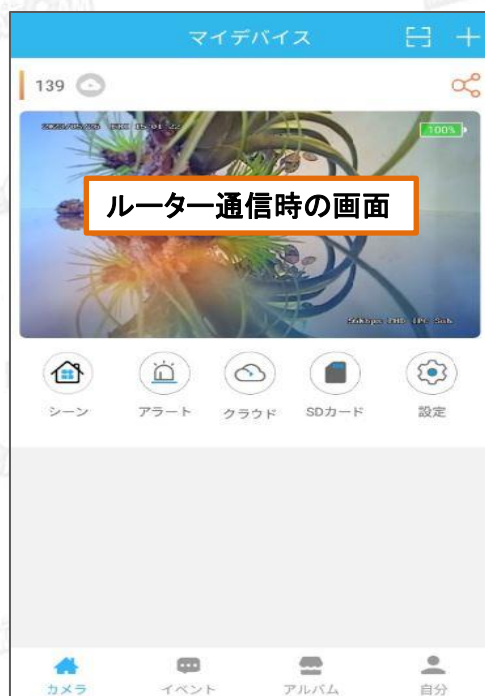 マイデバイス
139
100%
ルーター通信時の画面
シーン
アラート
クラウド
SDカード
設定
カメラ
イベント
アルバム
自分